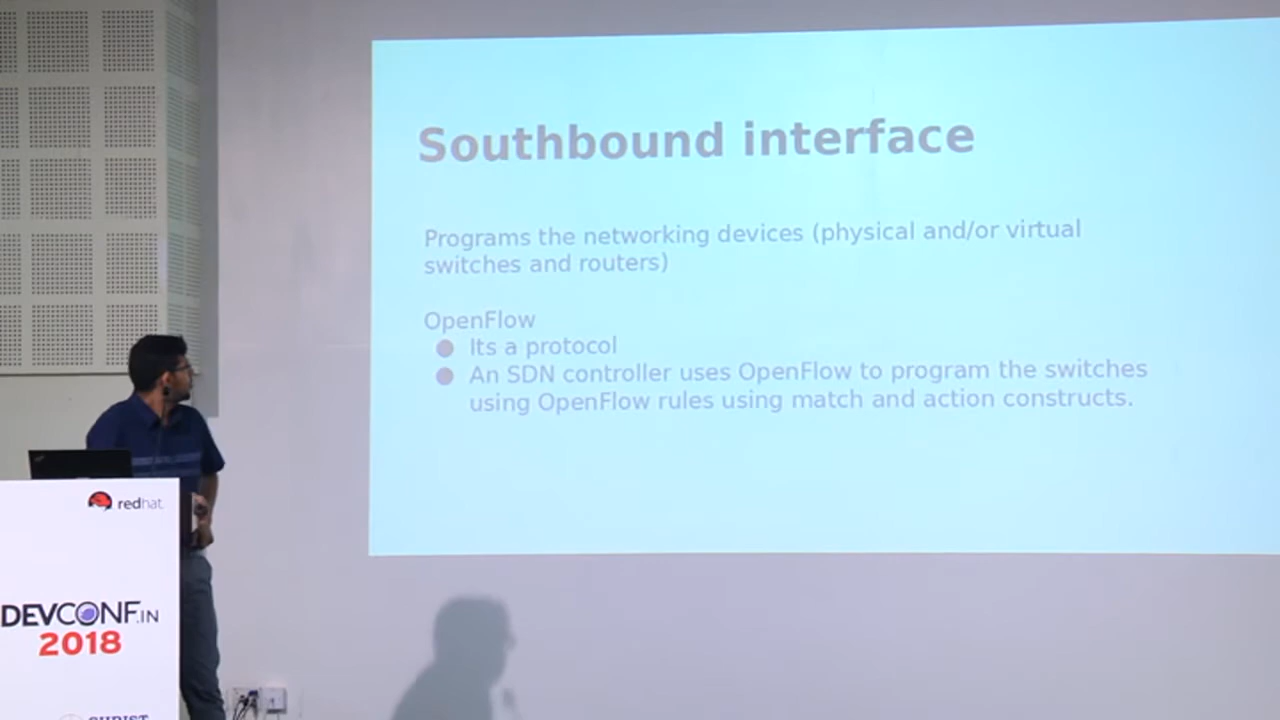 Southbound interface
Programs the networking devices (physical and/or virtual
switches and routers)
OpenFlow
● Its a protocol
● An SDN controller uses OpenFlow to program the switches
using OpenFlow rules using match and action constructs.
redhat
DEVCONF.IN
2018
CHRIST